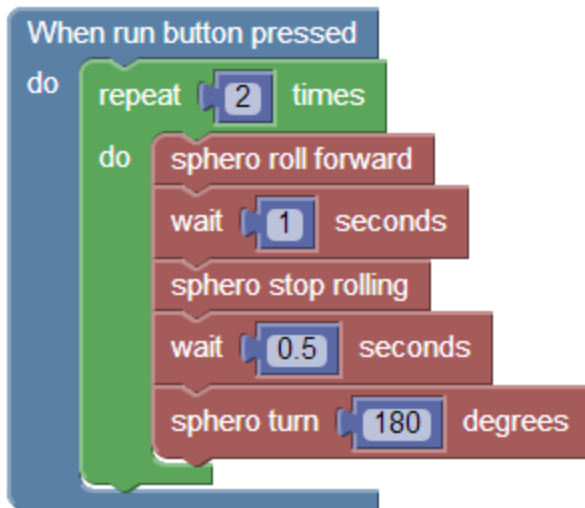 When run button pressed
do repeat 2 times
do sphero roll forward
wait 1 seconds
sphero stop rolling
wait 0.5 seconds
sphero turn 180 degrees